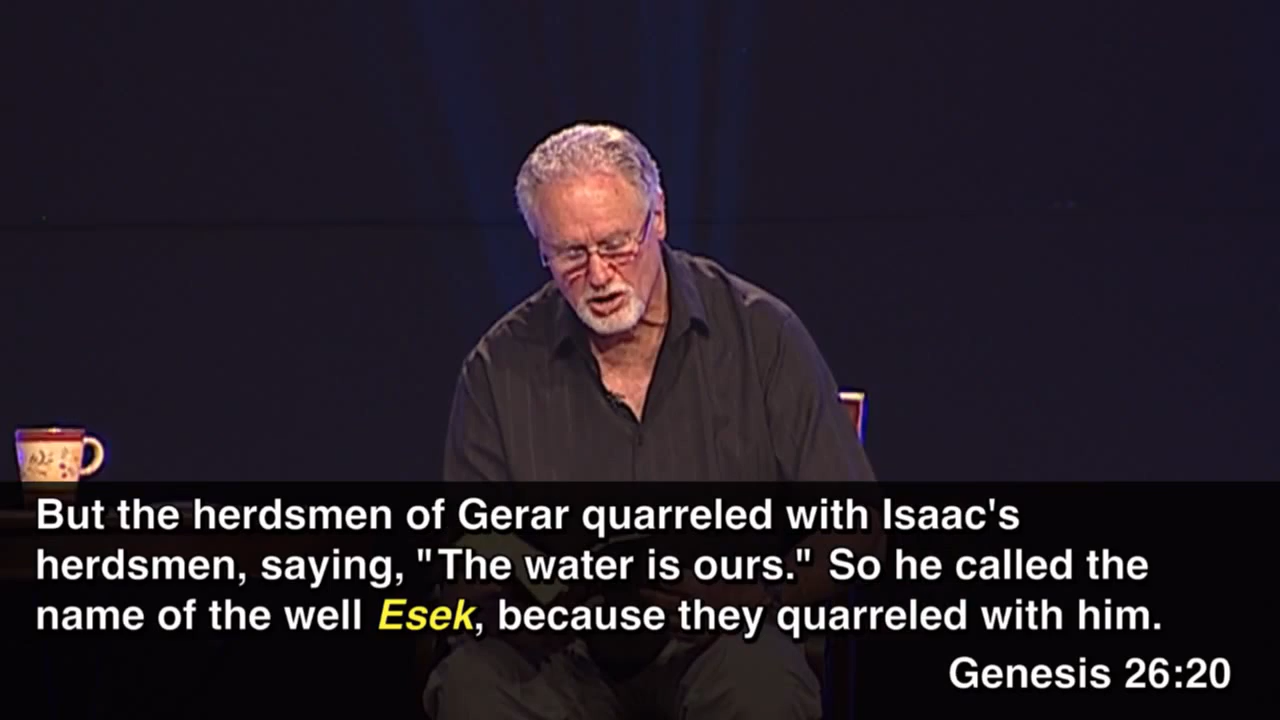 But the herdsmen of Gerar quarreled with Isaac's
herdsmen, saying, "The water is ours." So he called the
name of the well Esek, because they quarreled with him.
Genesis 26:20